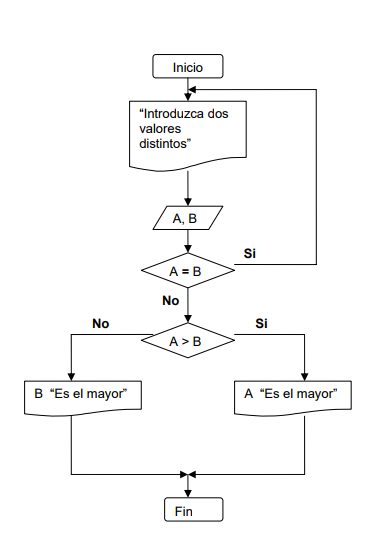 Inicio
“Introduzca dos
valores
distintos”
A, B
Si
A = B
No
No
Si
A > B
B “Es el mayor”
A “Es el mayor”
Fin